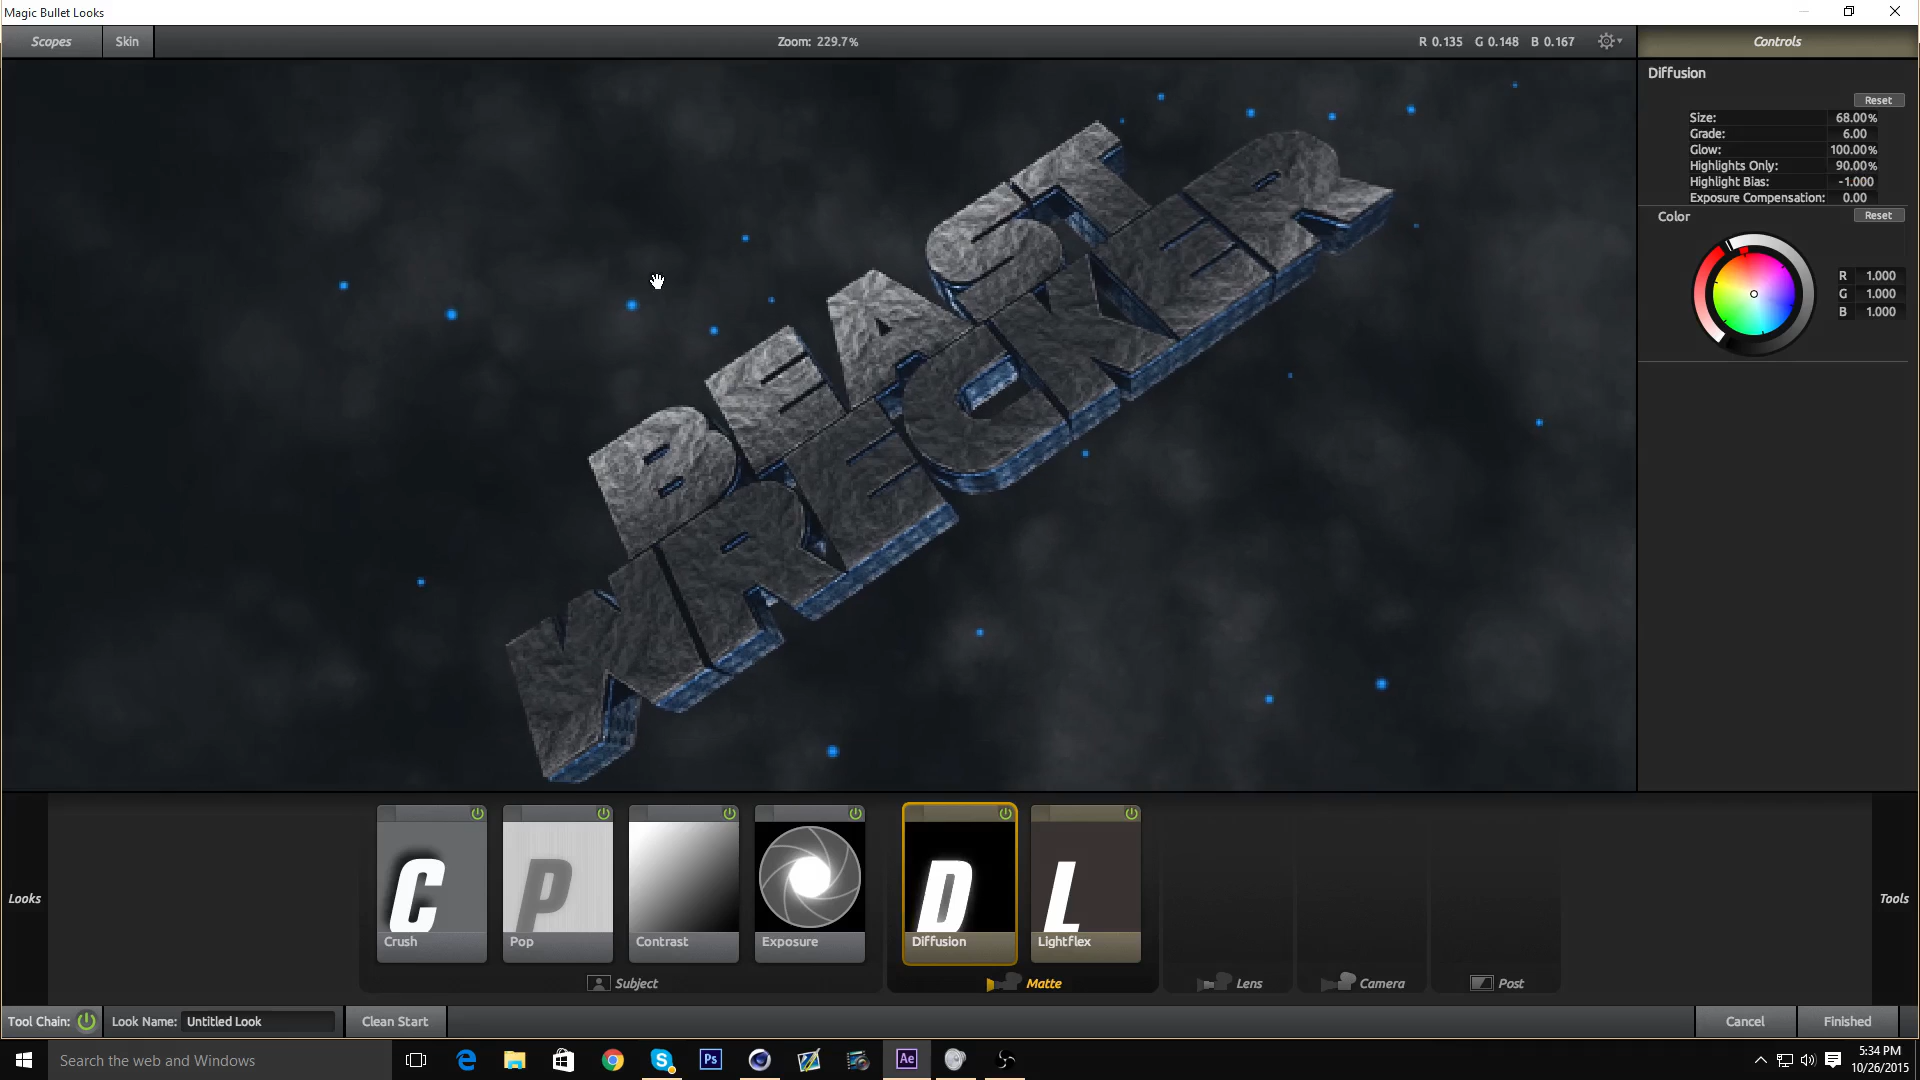 Magic Bullet Looks
Scopes
Skin
Zoom: 229.7%
R 0.135 G 0.148 B 0.167
Controls
Diffusion
Reset
Size: 68.00%
Grade: 6.00
Glow: 100.00%
Highlights Only: 90.00%
Highlight Bias: -1.000
Exposure Compensation: 0.00
Color
Reset
R 1.000
G 1.000
B 1.000
BEAST
WRECKER
C
P
D
L
Crush
Pop
Contrast
Exposure
Diffusion
Lightflex
Looks
Tools
Subject
Matte
Lens
Camera
Post
Tool Chain:
Look Name: Untitled Look
Clean Start
Cancel
Finished
Search the web and Windows
e
S
Ps
Ae
5:34 PM
10/26/2015